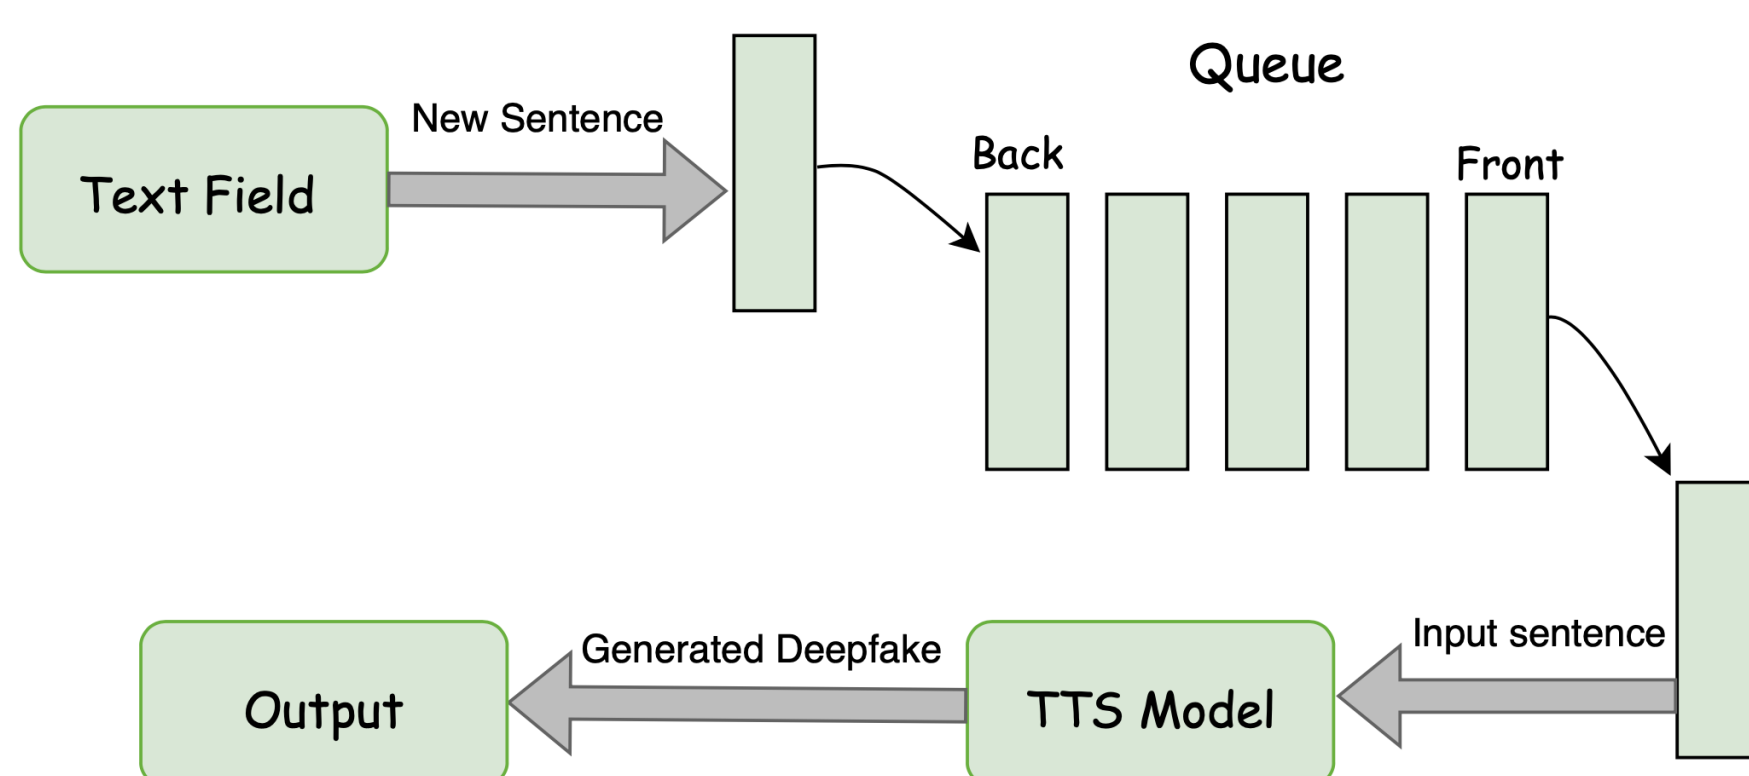 Queue
New Sentence
Text Field
Back
Front
Input sentence
Generated Deepfake
TTS Model
Output